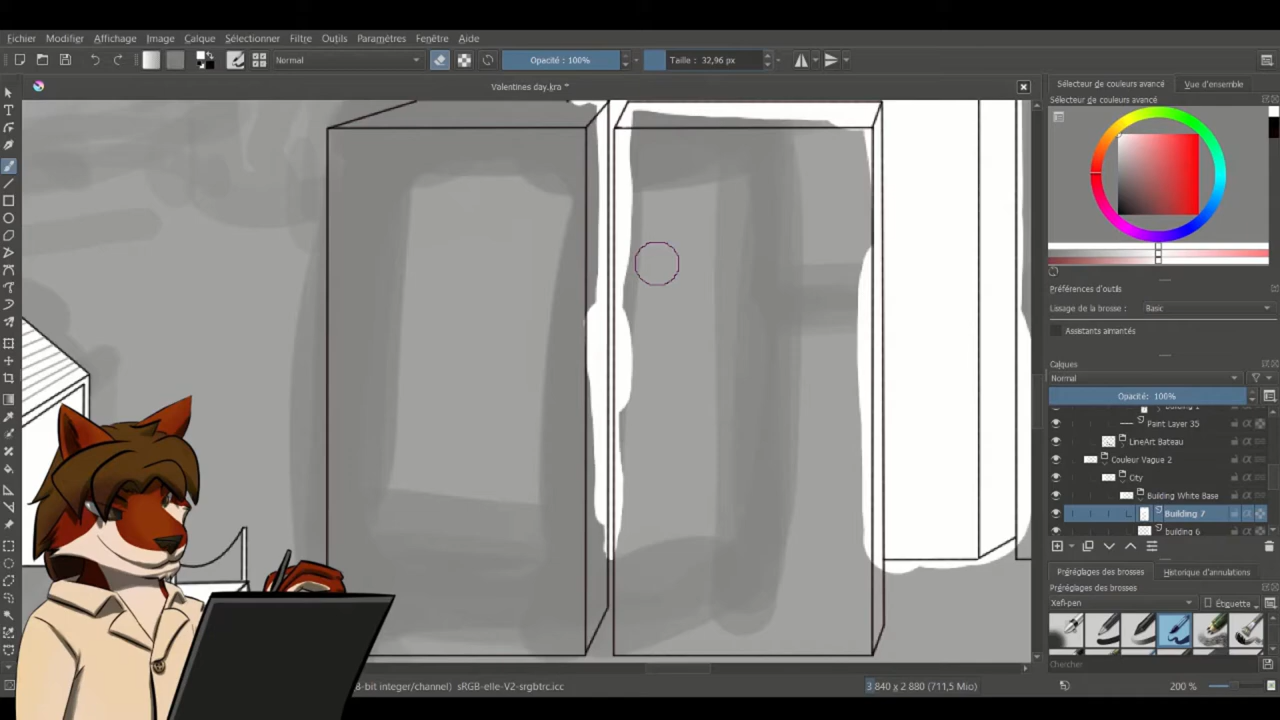 Fichier Modifier Affichage Image Calque Sélectionner Filtre Outils Paramètres Fenêtre Aide
Normal Opacité : 100% Taille : 32,96 px
Valentines day.kra *
Sélecteur de couleurs avancé Vue d'ensemble
Sélecteur de couleurs avancé
Préférences d'outils
Lissage de la brosse : Basic
Assistants aimantés
Calques
Normal
Opacité: 100%
Paint Layer 35
LineArt Bateau
Couleur Vague 2
City
Building White Base
Building 7
building 6
Préréglages des brosses Historique d'annulations
Préréglages des brosses
Xefi-pen Étiquette
Chercher
-bit integer/channel) sRGB-elle-V2-srgbtrc.icc 3 840 x 2 880 (711,5 Mio) 200 %